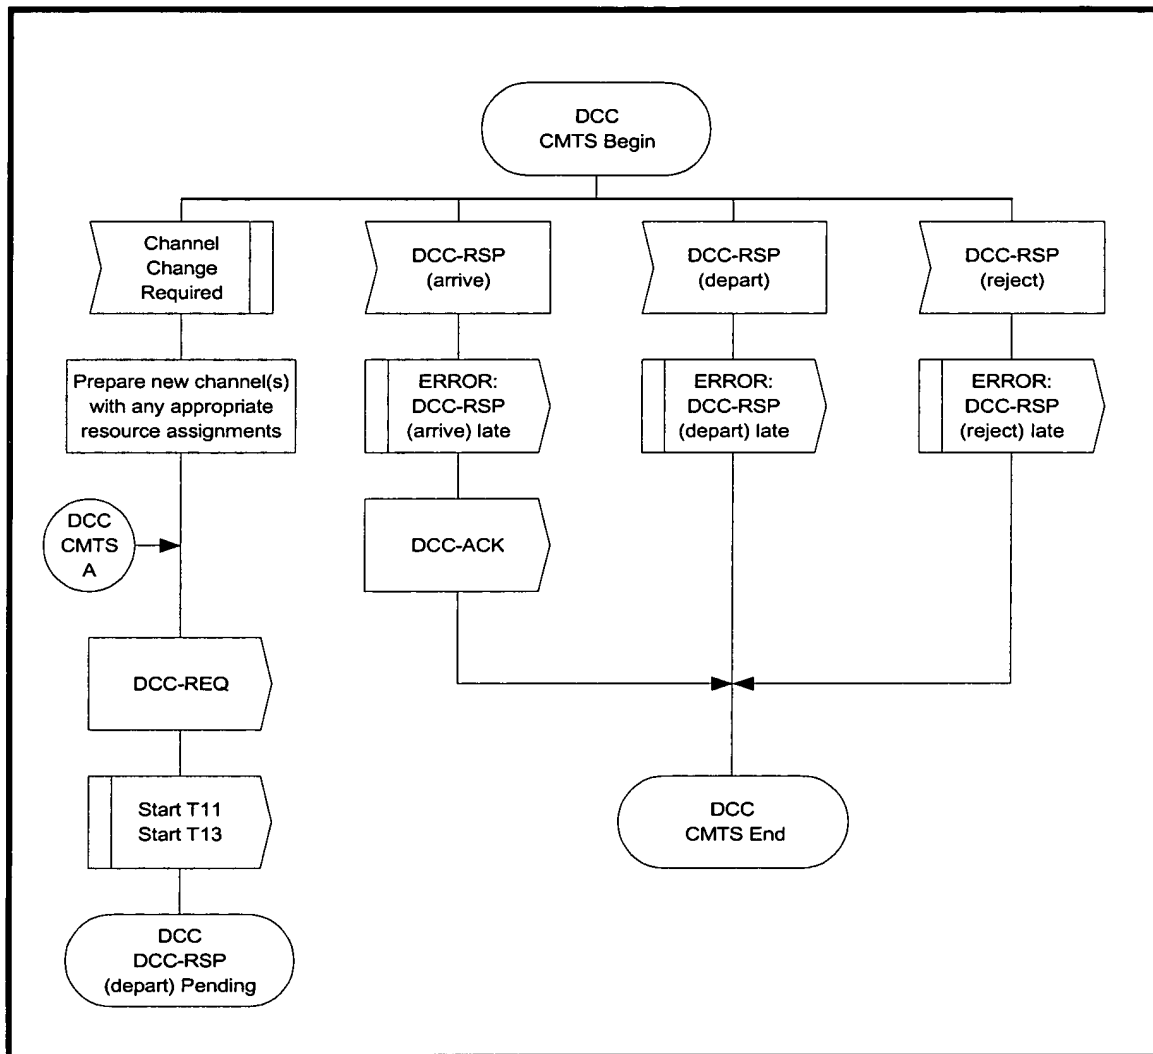 DCC
CMTS Begin
Channel
Change
Required
DCC-RSP
(arrive)
DCC-RSP
(depart)
DCC-RSP
(reject)
Prepare new channel(s)
with any appropriate
resource assignments
ERROR:
DCC-RSP
(arrive) late
ERROR:
DCC-RSP
(depart) late
ERROR:
DCC-RSP
(reject) late
DCC
CMTS
A
DCC-ACK
DCC-REQ
Start T11
Start T13
DCC
CMTS End
DCC
DCC-RSP
(depart) Pending